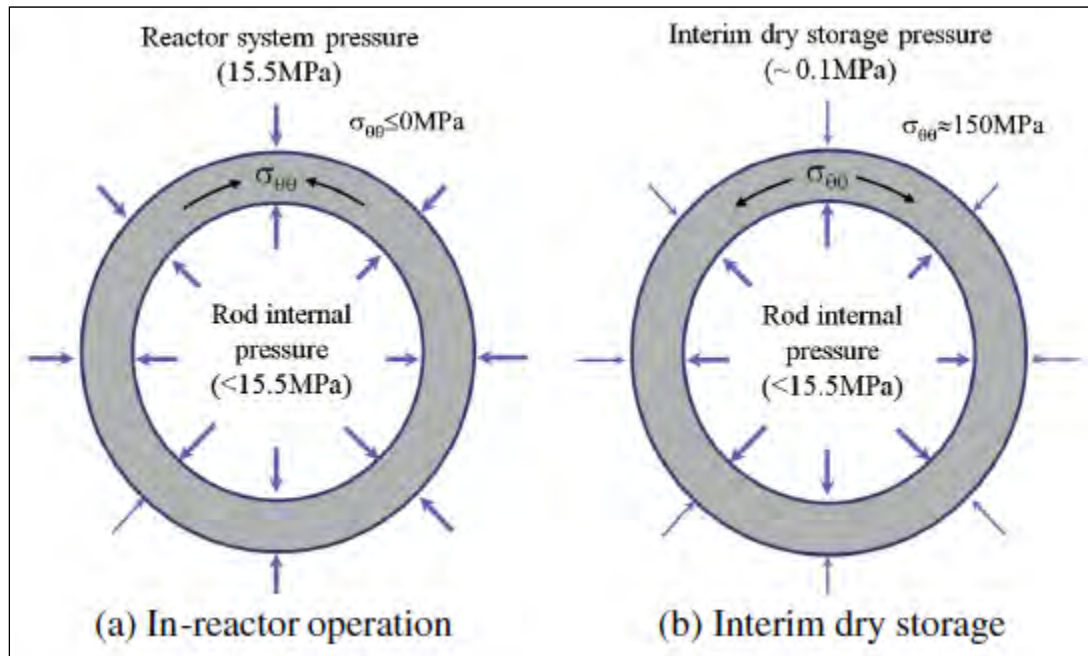 Reactor system pressure
(15.5MPa)
σθθ≤0MPa
σθθ
Rod internal
pressure
(<15.5MPa)
(a) In-reactor operation
Interim dry storage pressure
(~ 0.1MPa)
σθθ≈150MPa
σθθ
Rod internal
pressure
(<15.5MPa)
(b) Interim dry storage